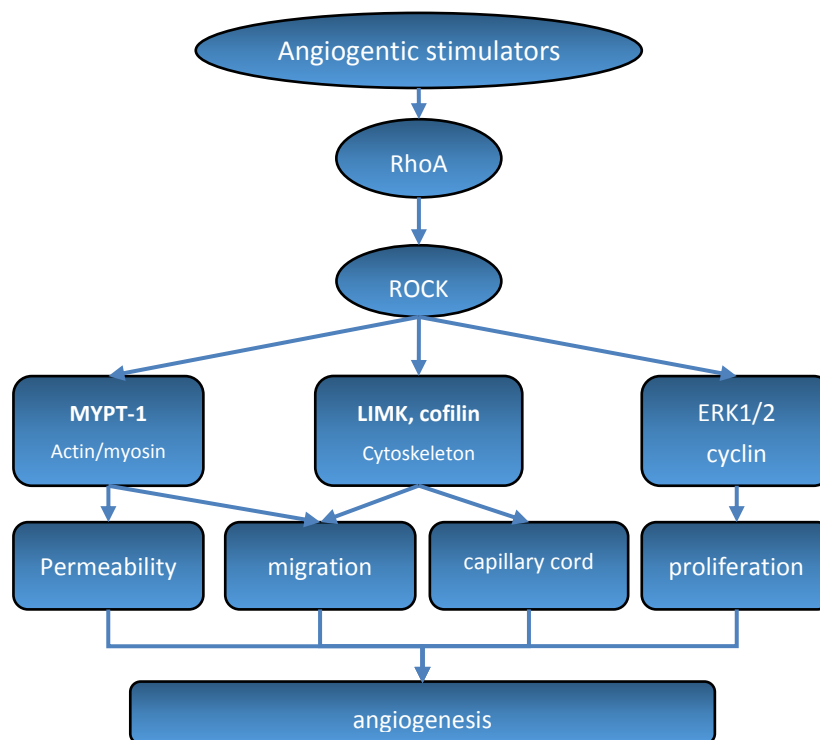 Angiogentic stimulators
RhoA
ROCK
MYPT-1
Actin/myosin
LIMK, cofilin
Cytoskeleton
ERK1/2
cyclin
Permeability
migration
capillary cord
proliferation
angiogenesis